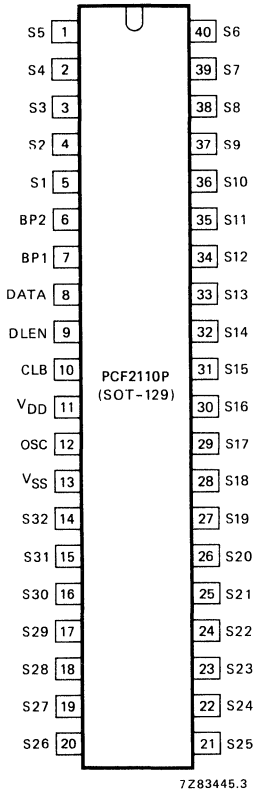 S5 1 40 S6
S4 2 39 S7
S3 3 38 S8
S2 4 37 S9
S1 5 36 S10
BP2 6 35 S11
BP1 7 34 S12
DATA 8 33 S13
DLEN 9 32 S14
CLB 10 31 S15
PCF2110P
(SOT-129)
VDD 11 30 S16
OSC 12 29 S17
VSS 13 28 S18
S32 14 27 S19
S31 15 26 S20
S30 16 25 S21
S29 17 24 S22
S28 18 23 S23
S27 19 22 S24
S26 20 21 S25
7Z83445.3